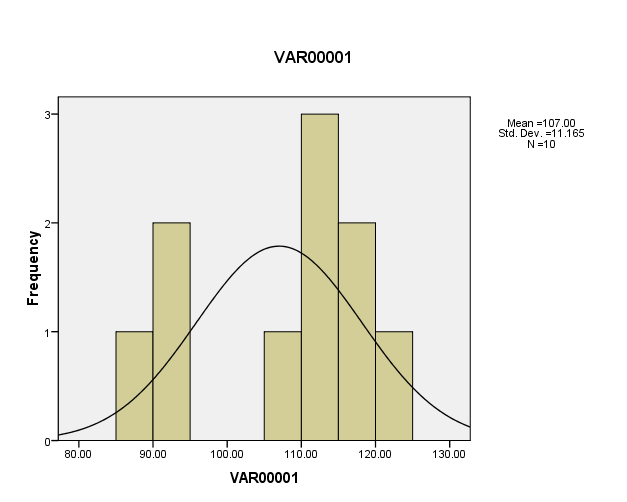 VAR00001
Mean =107.00
Std. Dev. =11.165
N =10
Frequency
3
2
1
0
80.00 90.00 100.00 110.00 120.00 130.00
VAR00001